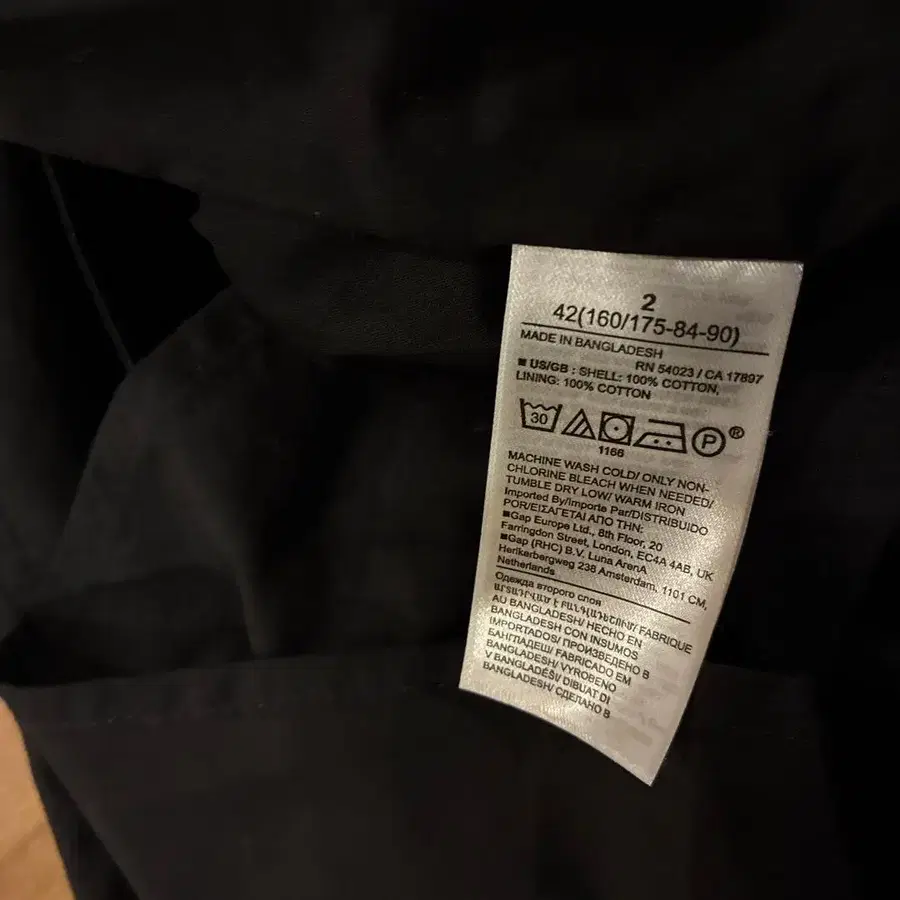 2
42(160/175-84-90)
MADE IN BANGLADESH
RN 54023 / CA 17897
■ US/GB : SHELL: 100% COTTON,
LINING: 100% COTTON
30
P ®
1166
MACHINE WASH COLD/ ONLY NON-
CHLORINE BLEACH WHEN NEEDED/
TUMBLE DRY LOW/ WARM IRON
Imported By/Importe Par/DISTRIBUIDO
POR/ΕΙΣΑΓΕΤΑΙ ΑΠΟ ΤΗΝ:
■Gap Europe Ltd., 8th Floor, 20
Farringdon Street, London, EC4A 4AB, UK
■Gap (RHC) B.V. Luna ArenA
Herikerbergweg 238 Amsterdam, 1101 CM,
Netherlands
Одежда второго слоя
ԱՐՏԱԴՐՎԱԾ Է ԲԱՆԳԼԱԴԵՇՈՒՄ/ FABRIQUE
AU BANGLADESH/ HECHO EN
BANGLADESH CON INSUMOS
IMPORTADOS/ ПРОИЗВЕДЕНО В
БАНГЛАДЕШ/ FABRICADO EM
BANGLADESH/ VYROBENO
V BANGLADÉŠI/ DIBUAT DI
BANGLADESH/ СДЕЛАНО В